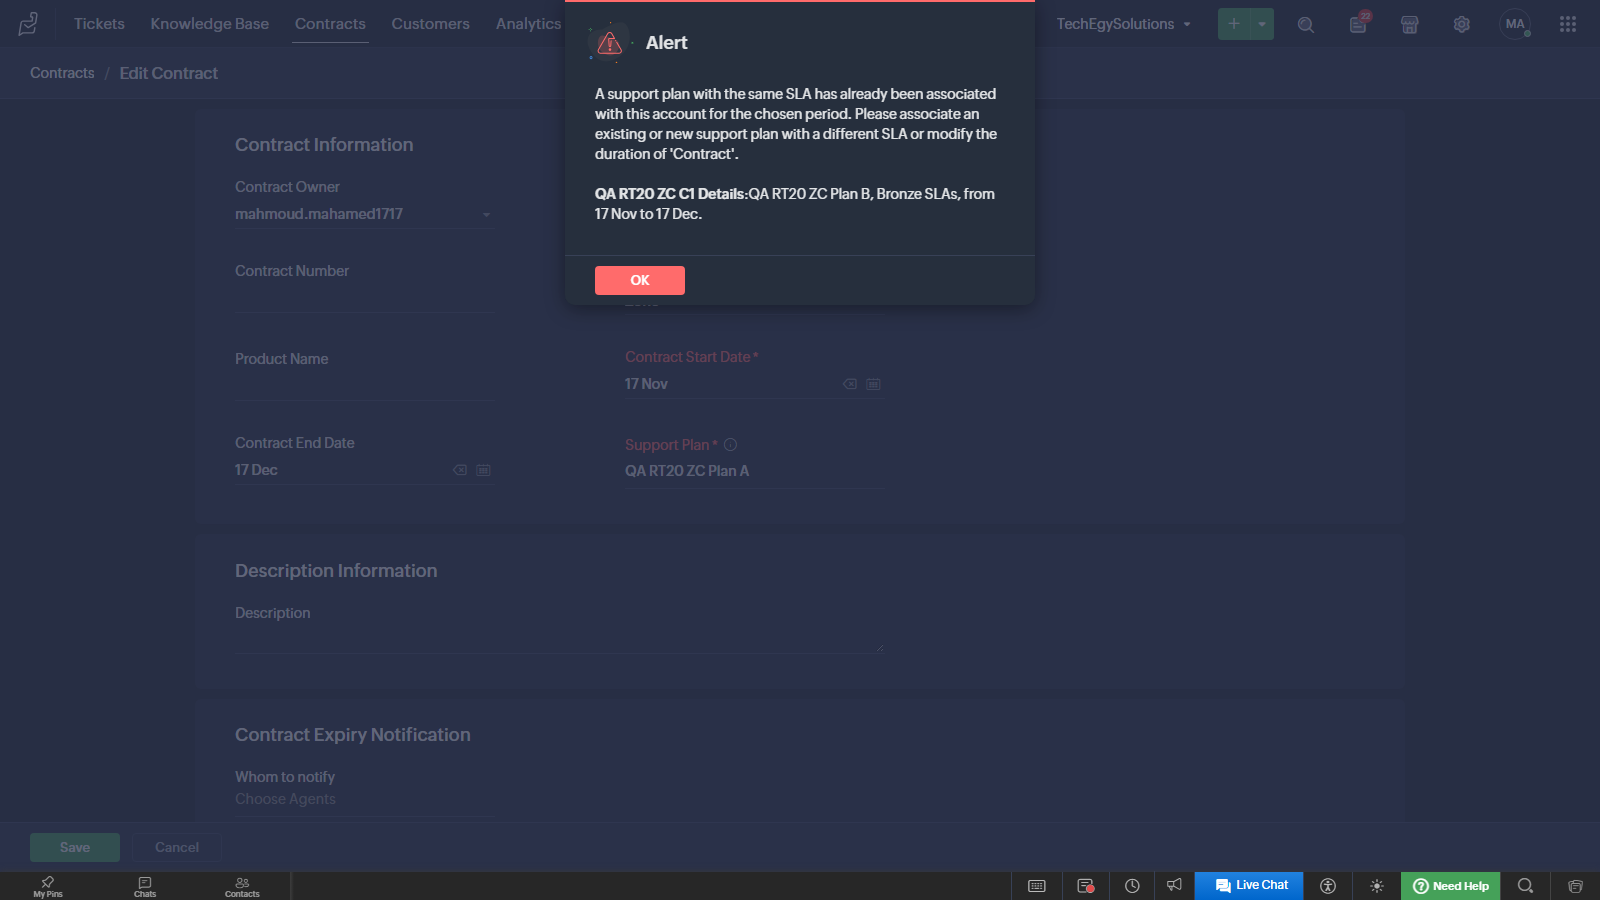 Tickets
Knowledge Base
Contracts
Customers
Analytics
TechEgySolutions
22
MA
Contracts / Edit Contract
Alert
A support plan with the same SLA has already been associated
with this account for the chosen period. Please associate an
existing or new support plan with a different SLA or modify the
duration of 'Contract'.
QA RT20 ZC C1 Details:QA RT20 ZC Plan B, Bronze SLAs, from
17 Nov to 17 Dec.
OK
Contract Information
Contract Owner
mahmoud.mahamed1717
Contract Number
Product Name
Contract Start Date *
17 Nov
Contract End Date
17 Dec
Support Plan *
QA RT20 ZC Plan A
Description Information
Description
Contract Expiry Notification
Whom to notify
Choose Agents
Save
Cancel
My Pins
Chats
Contacts
Live Chat
Need Help